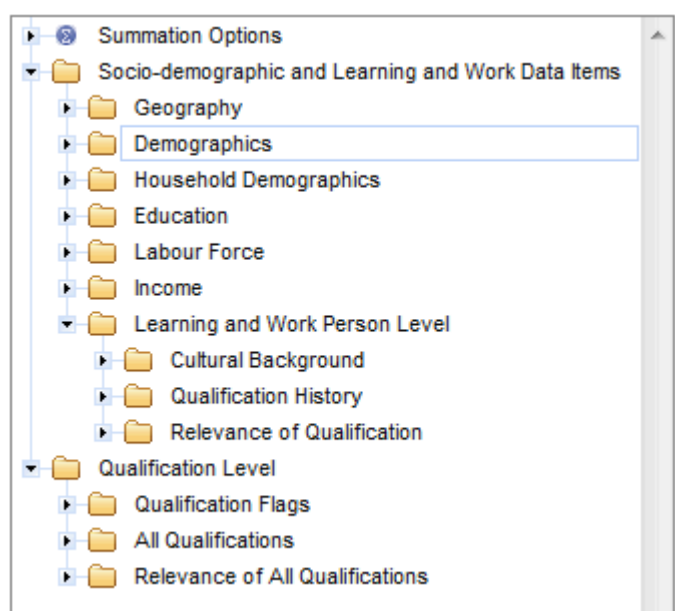 Summation Options
Socio-demographic and Learning and Work Data Items
Geography
Demographics
Household Demographics
Education
Labour Force
Income
Learning and Work Person Level
Cultural Background
Qualification History
Relevance of Qualification
Qualification Level
Qualification Flags
All Qualifications
Relevance of All Qualifications